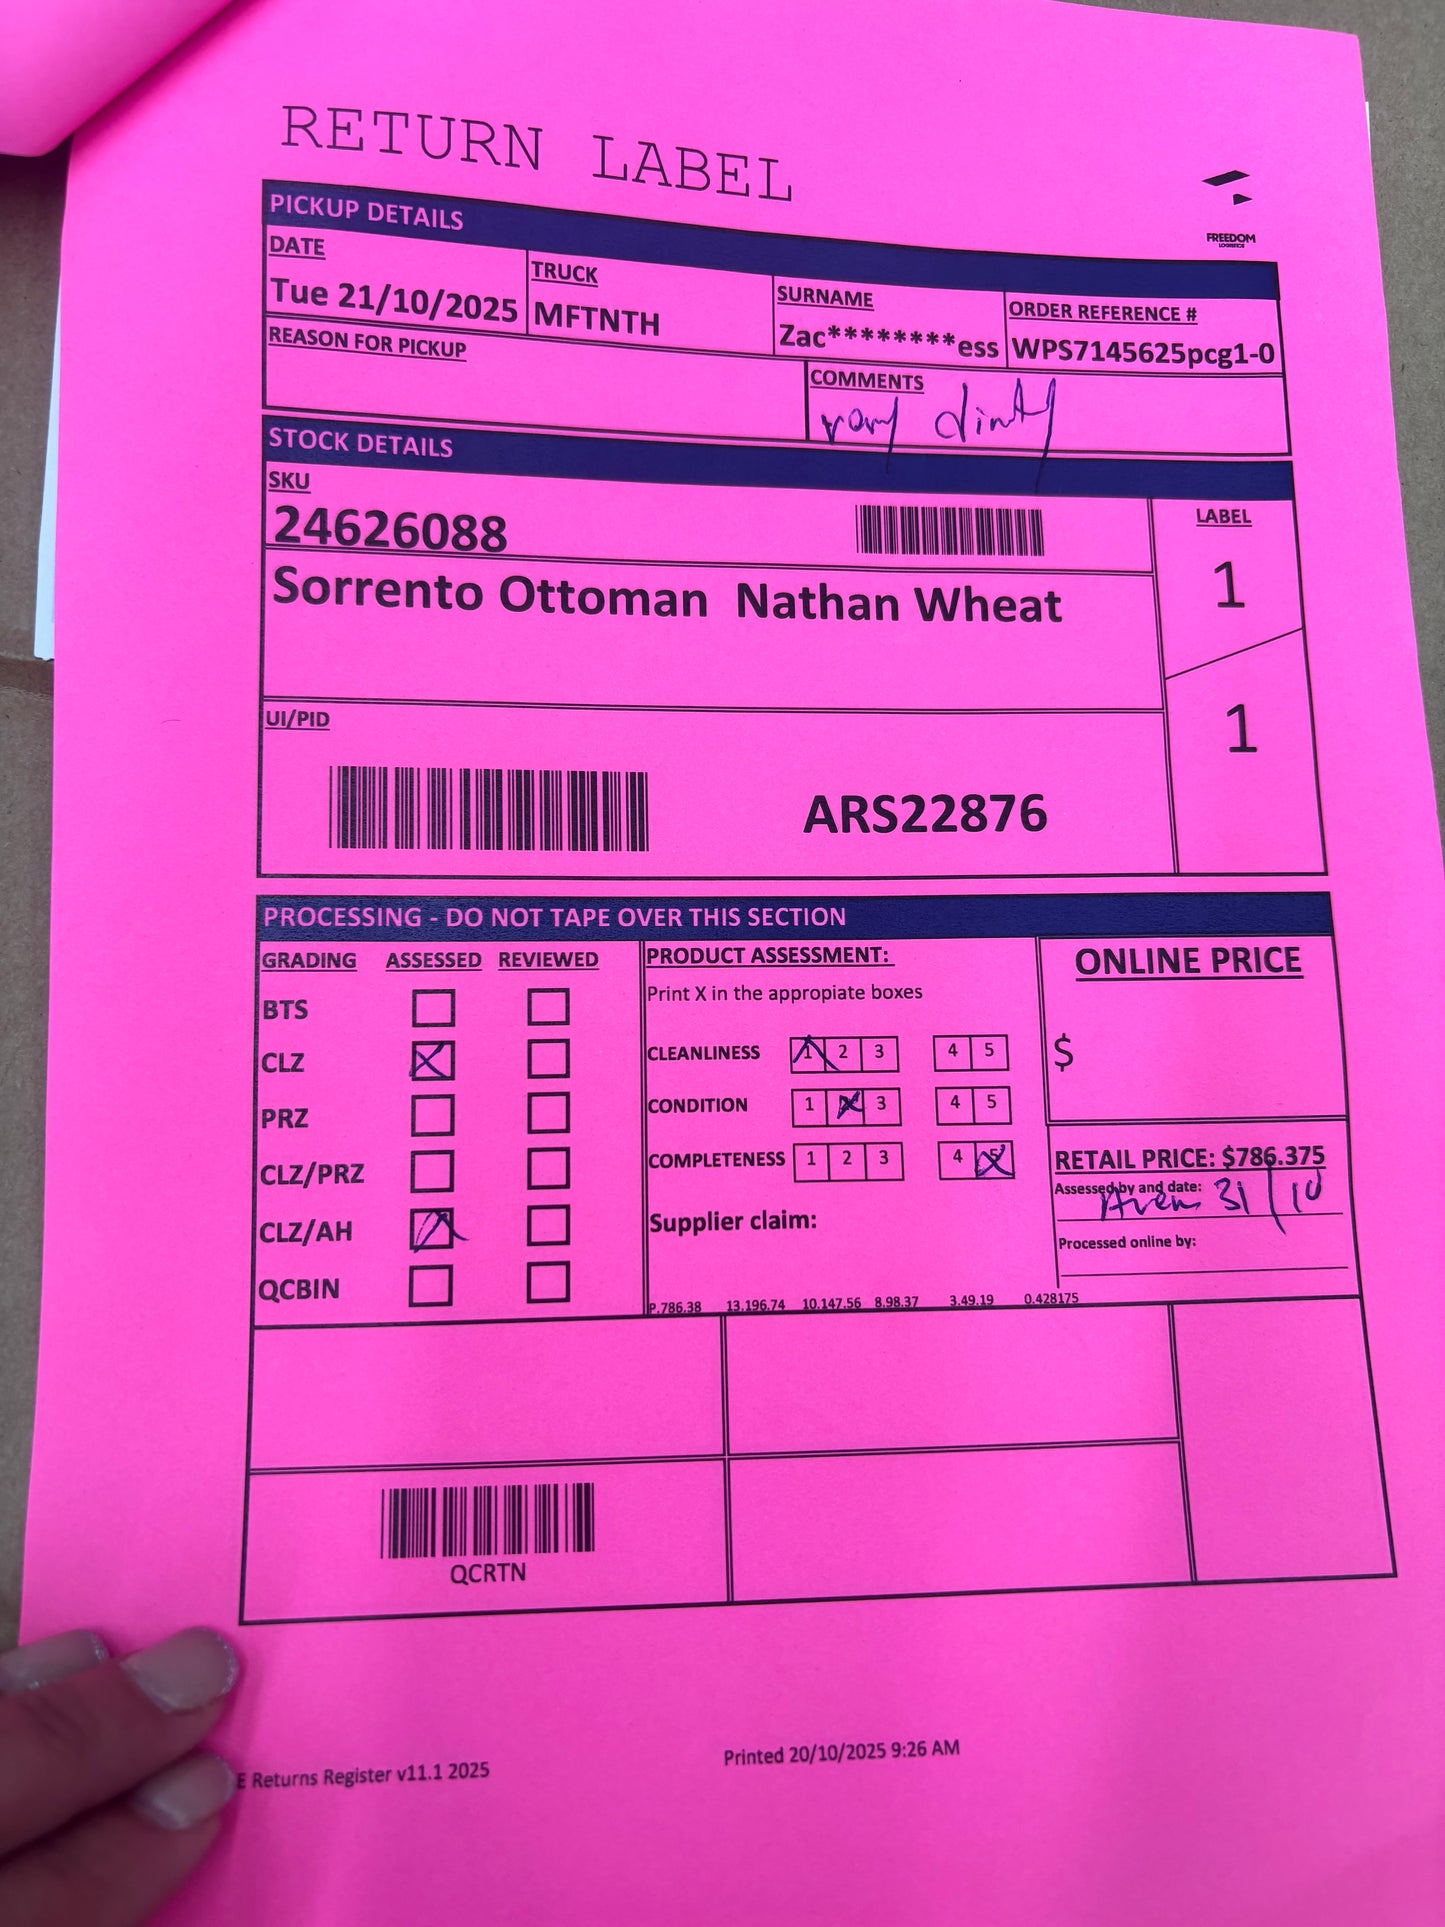 RETURN LABEL
FREEDOM
LOGISTICS
PICKUP DETAILS
DATE
Tue 21/10/2025
TRUCK
MFTNTH
SURNAME
Zac********ess
ORDER REFERENCE #
WPS7145625pcg1-0
REASON FOR PICKUP
COMMENTS
very dirty
STOCK DETAILS
SKU
24626088
LABEL
1
1
Sorrento Ottoman Nathan Wheat
UI/PID
ARS22876
PROCESSING - DO NOT TAPE OVER THIS SECTION
GRADING ASSESSED REVIEWED
BTS
CLZ
PRZ
CLZ/PRZ
CLZ/AH
QCBIN
PRODUCT ASSESSMENT:
Print X in the appropiate boxes
CLEANLINESS 1 2 3 4 5
CONDITION 1 2 3 4 5
COMPLETENESS 1 2 3 4 5
Supplier claim:
P.786.38 13.196.74 10.147.56 8.98.37 3.49.19 0.428175
ONLINE PRICE
$
RETAIL PRICE: $786.375
Assessed by and date:
31/10
Processed online by:
QCRTN
E Returns Register v11.1 2025
Printed 20/10/2025 9:26 AM